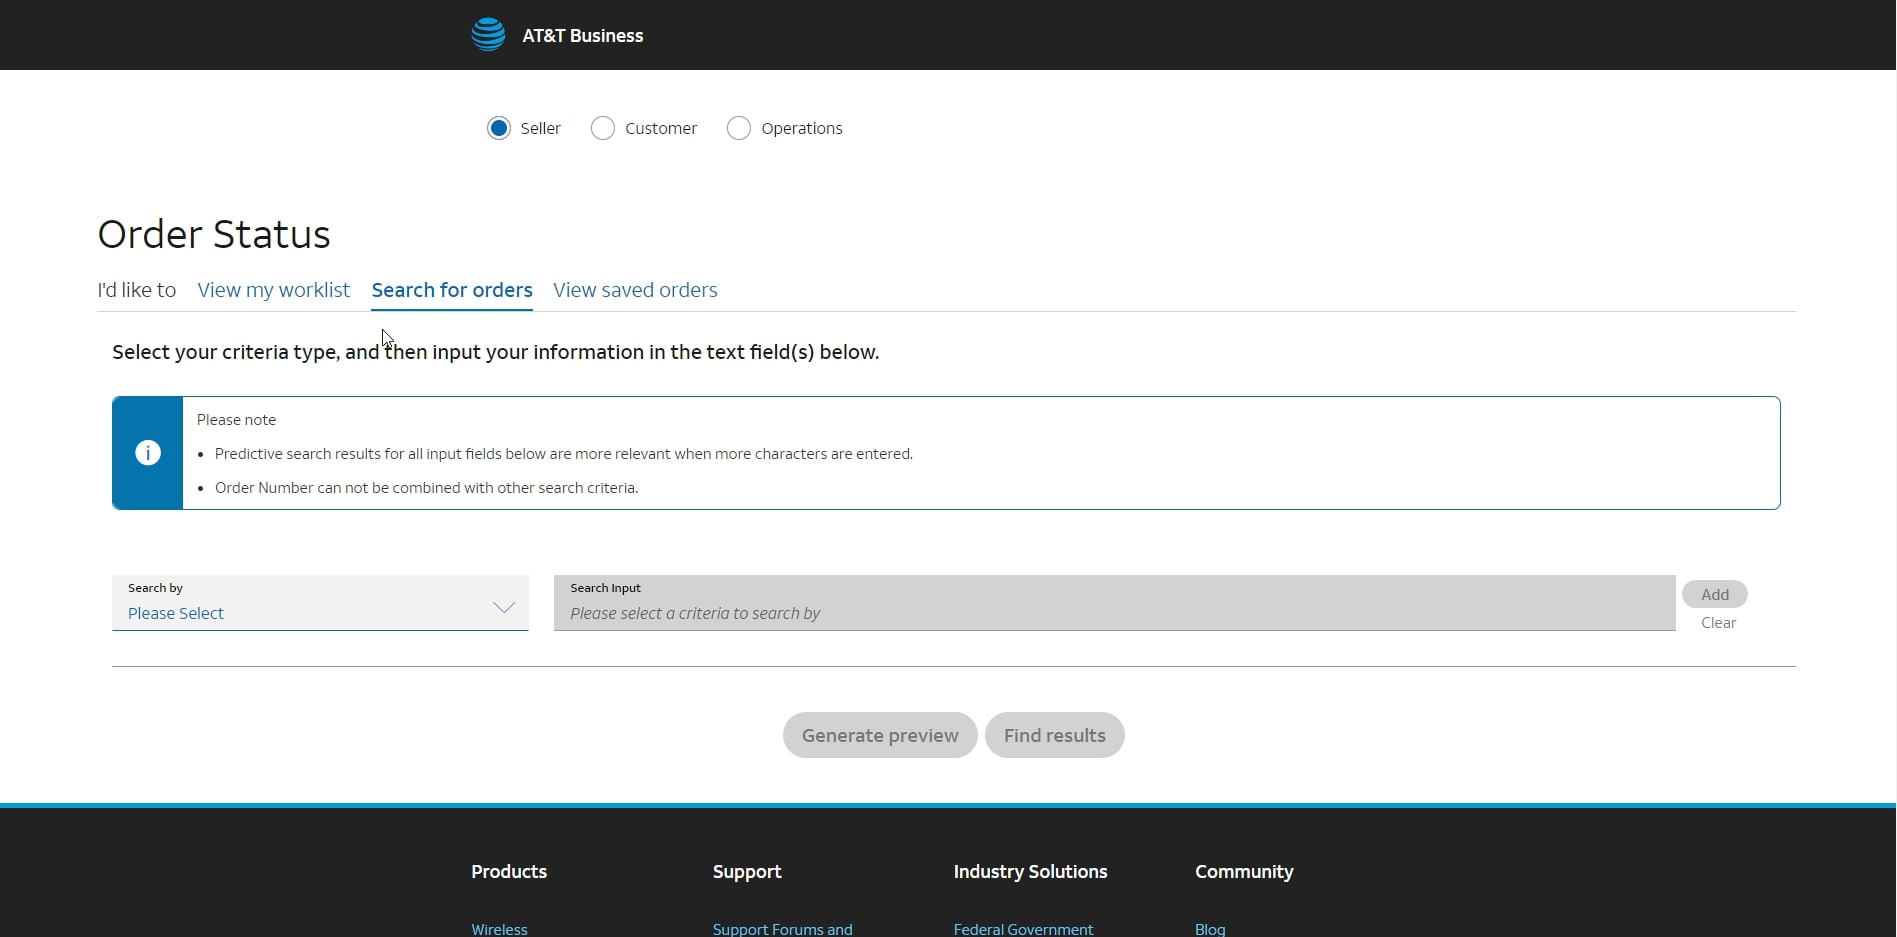 AT&T Business
Seller Customer Operations
Order Status
I'd like to View my worklist Search for orders View saved orders
Select your criteria type, and then input your information in the text field(s) below.
Please note
Predictive search results for all input fields below are more relevant when more characters are entered.
Order Number can not be combined with other search criteria.
Search by
Please Select
Search Input
Please select a criteria to search by
Add
Clear
Generate preview Find results
Products Support Industry Solutions Community
Wireless Support Forums and Federal Government Blog